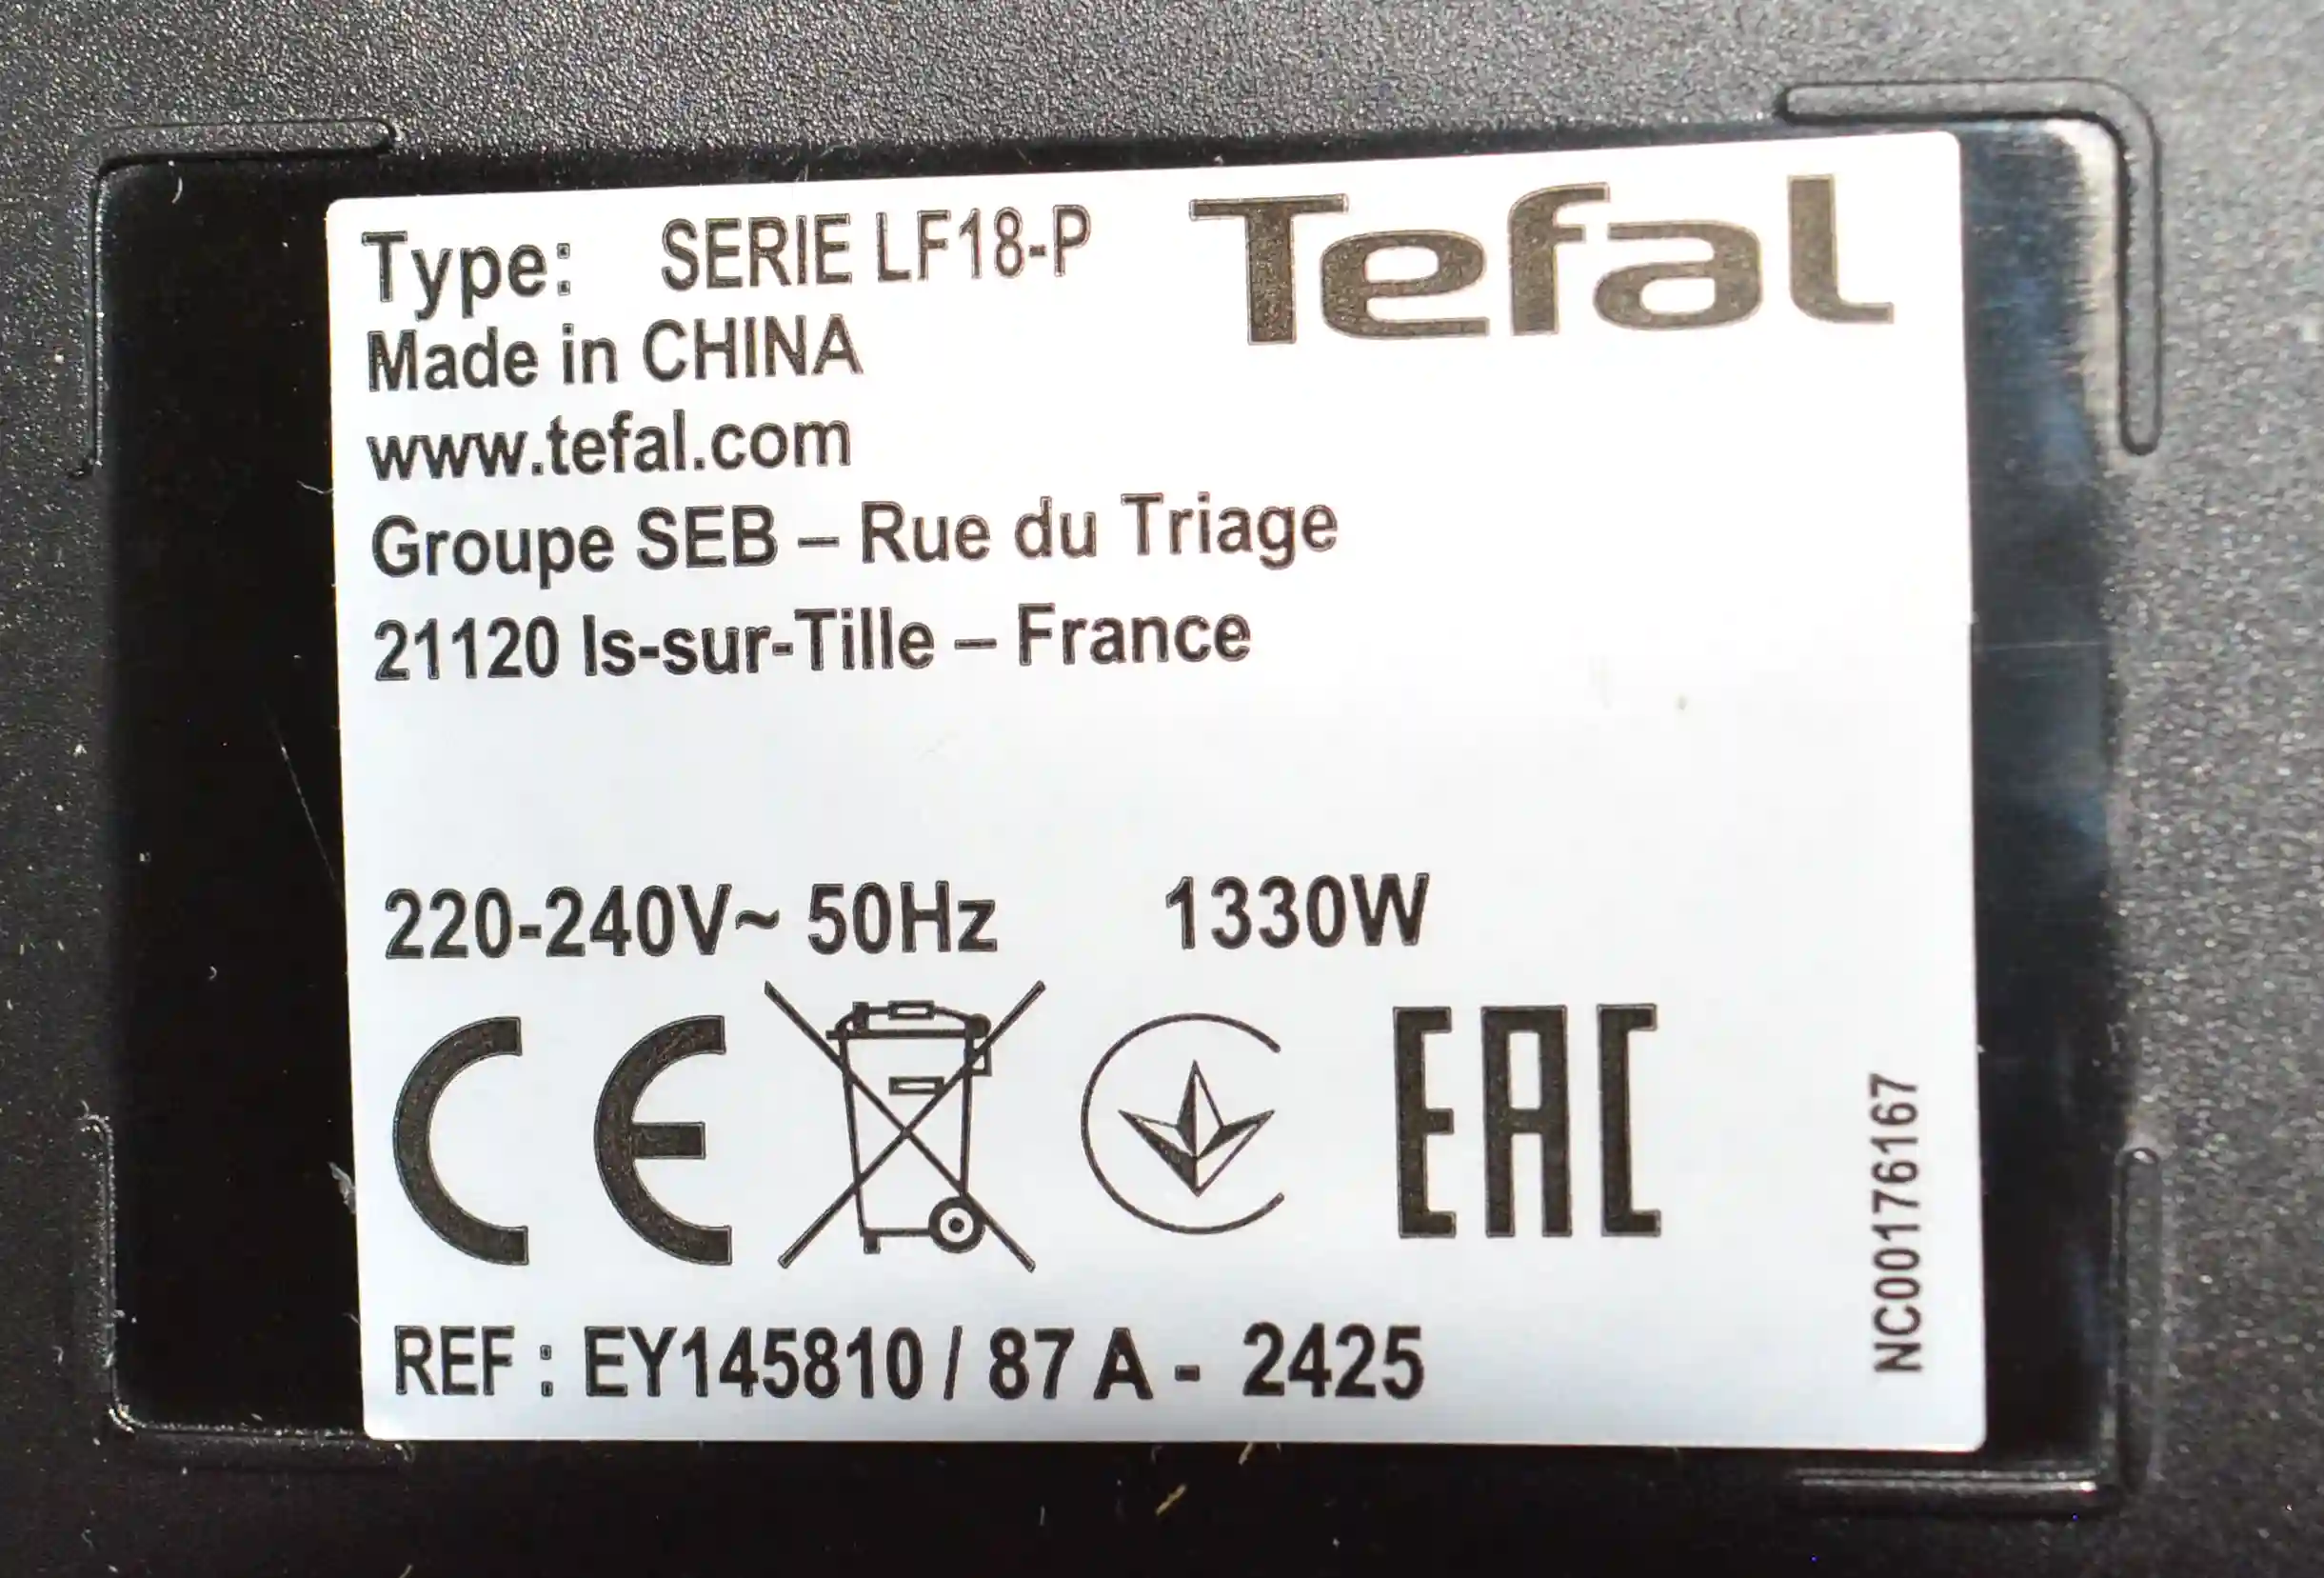 Type: SERIE LF18-P
Tefal
Made in CHINA
www.tefal.com
Groupe SEB – Rue du Triage
21120 Is-sur-Tille – France
220-240V~ 50Hz 1330W
CE
EAC
NC00176167
REF : EY145810 / 87 A - 2425